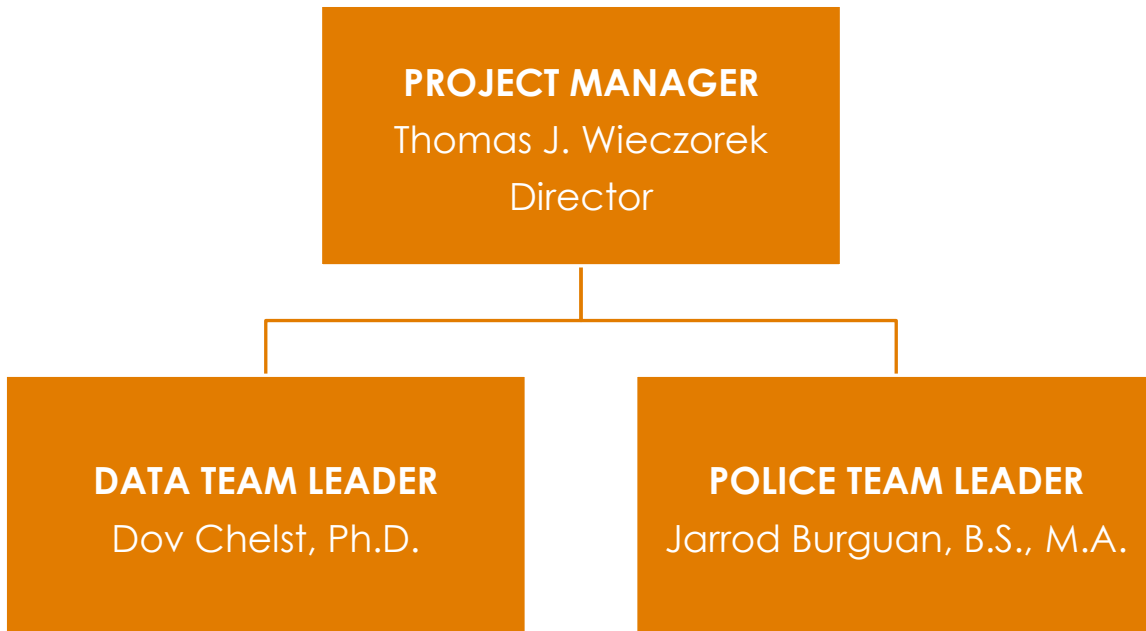 PROJECT MANAGER
Thomas J. Wieczorek
Director
DATA TEAM LEADER
Dov Chelst, Ph.D.
POLICE TEAM LEADER
Jarrod Burguan, B.S., M.A.